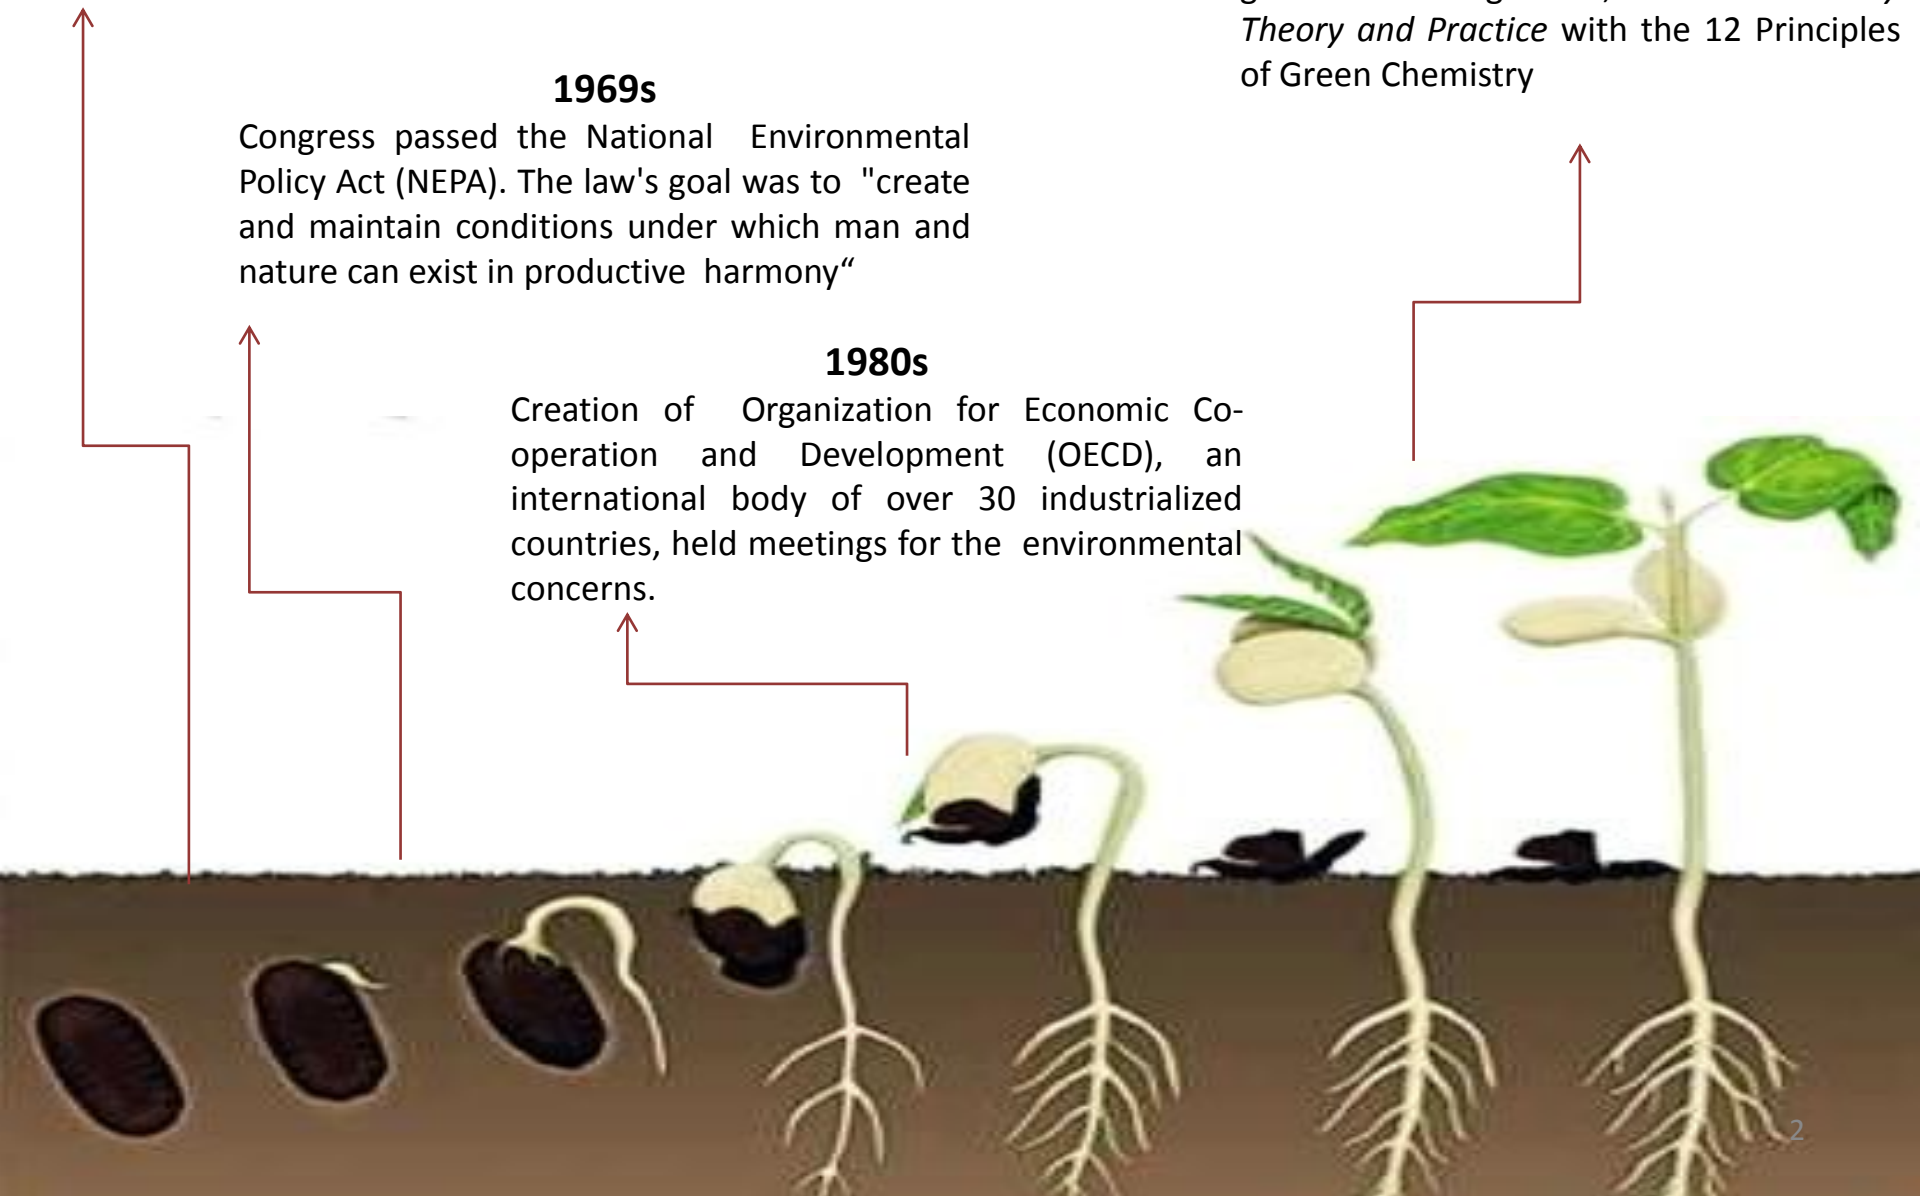 Theory and Practice with the 12 Principles
of Green Chemistry
1969s
Congress passed the National Environmental
Policy Act (NEPA). The law's goal was to "create
and maintain conditions under which man and
nature can exist in productive harmony“
1980s
Creation of Organization for Economic Co-
operation and Development (OECD), an
international body of over 30 industrialized
countries, held meetings for the environmental
concerns.
2